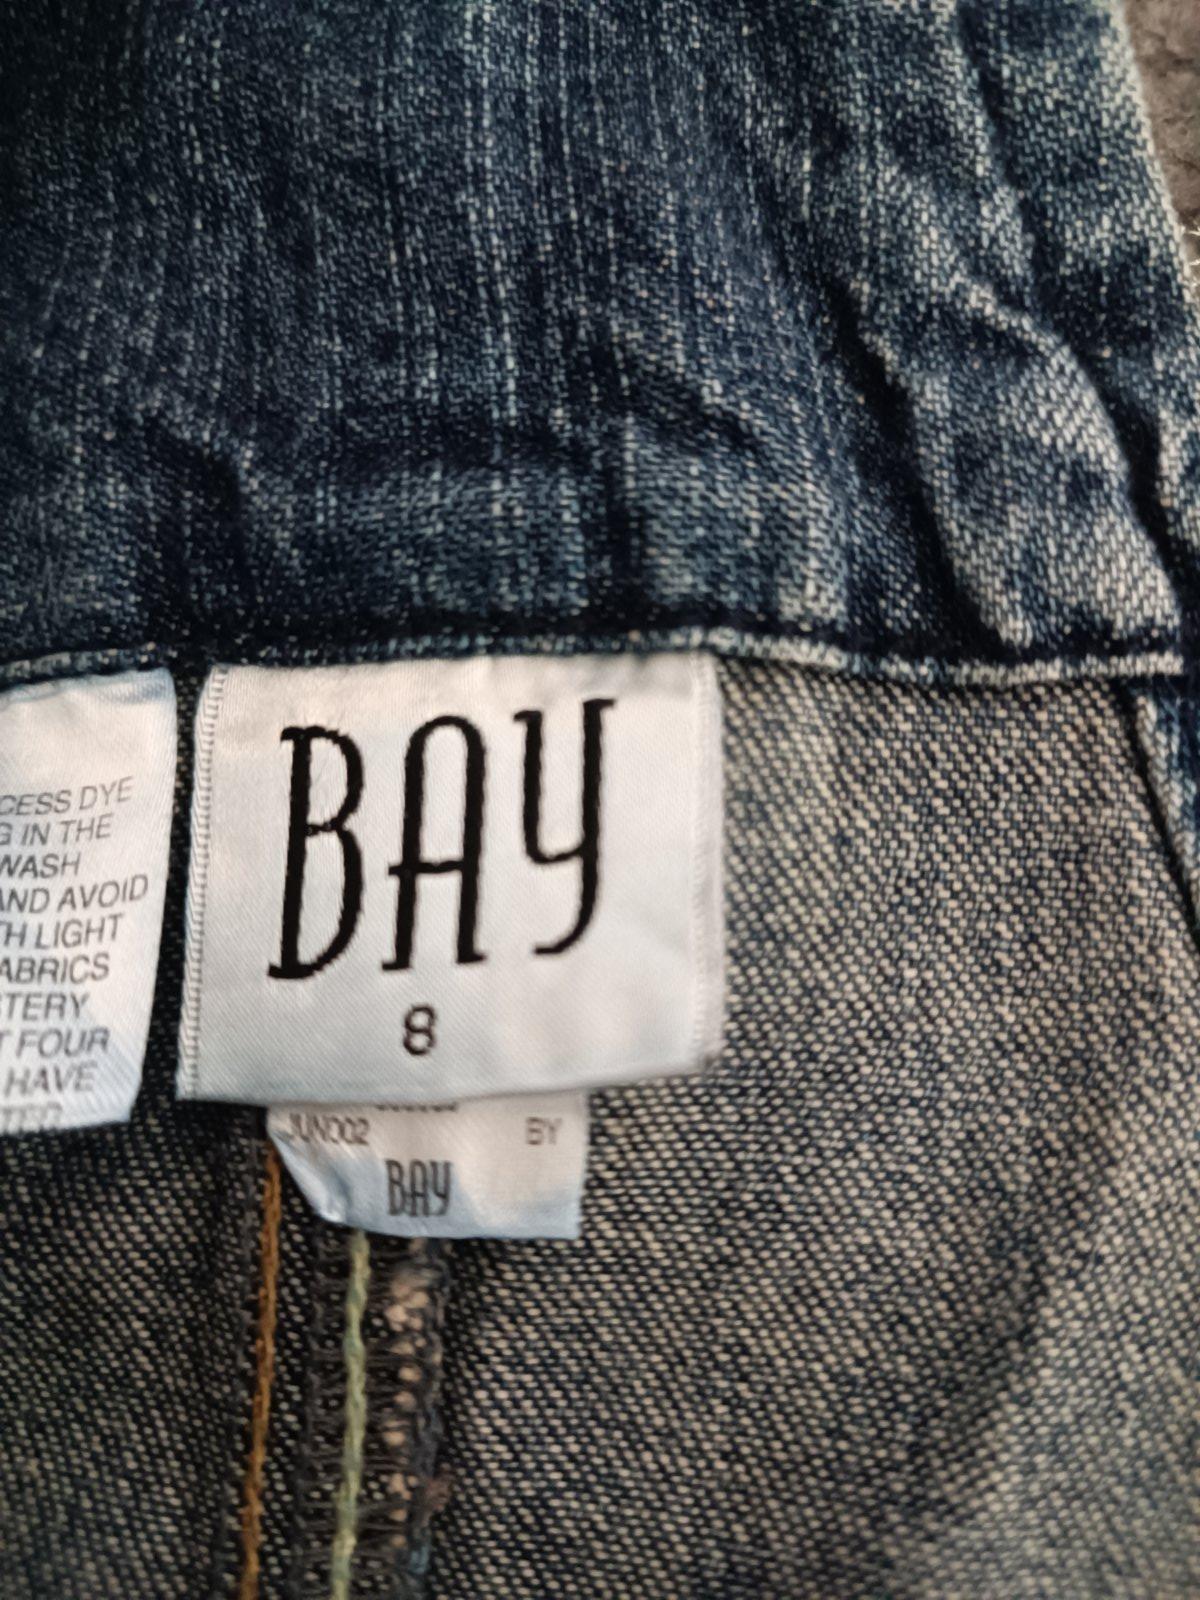 CESS DYE
G IN THE
WASH
AND AVOID
TH LIGHT
ABRICS
STERY
T FOUR
HAVE
BAY
8
JUN002 BY
BAY